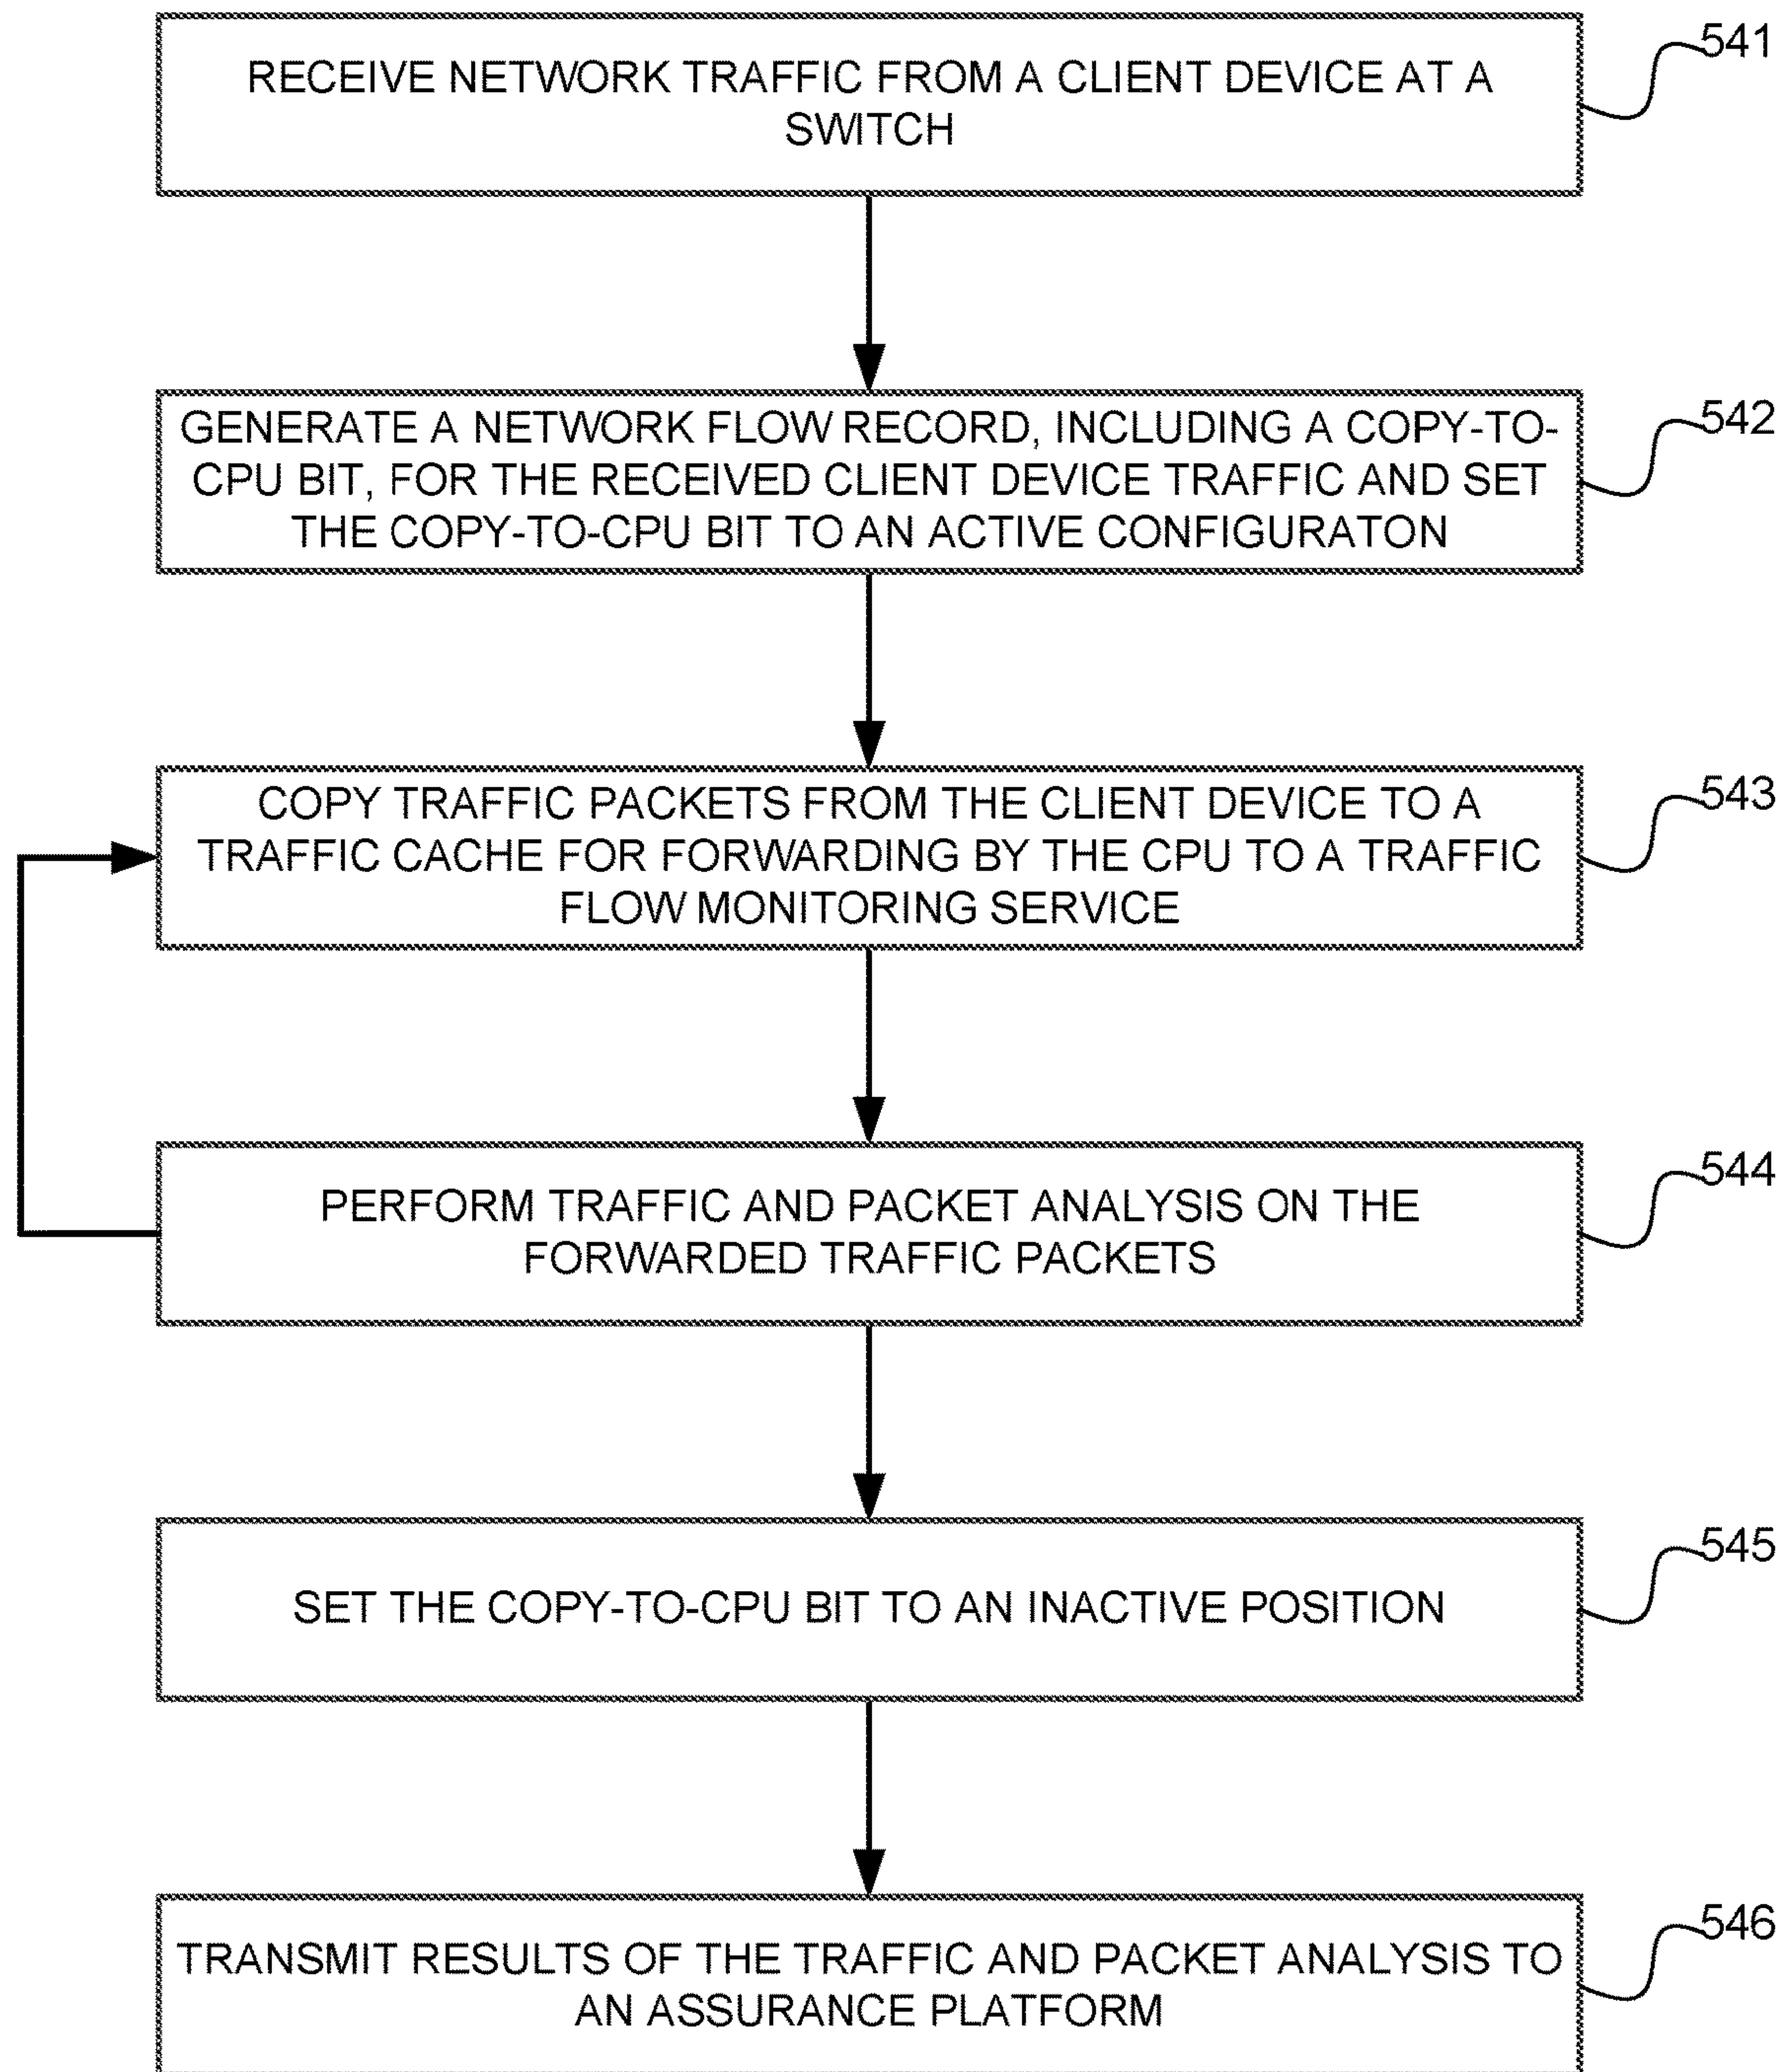 RECEIVE NETWORK TRAFFIC FROM A CLIENT DEVICE AT A
SWITCH
541
GENERATE A NETWORK FLOW RECORD, INCLUDING A COPY-TO-
CPU BIT, FOR THE RECEIVED CLIENT DEVICE TRAFFIC AND SET
THE COPY-TO-CPU BIT TO AN ACTIVE CONFIGURATON
542
COPY TRAFFIC PACKETS FROM THE CLIENT DEVICE TO A
TRAFFIC CACHE FOR FORWARDING BY THE CPU TO A TRAFFIC
FLOW MONITORING SERVICE
543
PERFORM TRAFFIC AND PACKET ANALYSIS ON THE
FORWARDED TRAFFIC PACKETS
544
SET THE COPY-TO-CPU BIT TO AN INACTIVE POSITION
545
TRANSMIT RESULTS OF THE TRAFFIC AND PACKET ANALYSIS TO
AN ASSURANCE PLATFORM
546